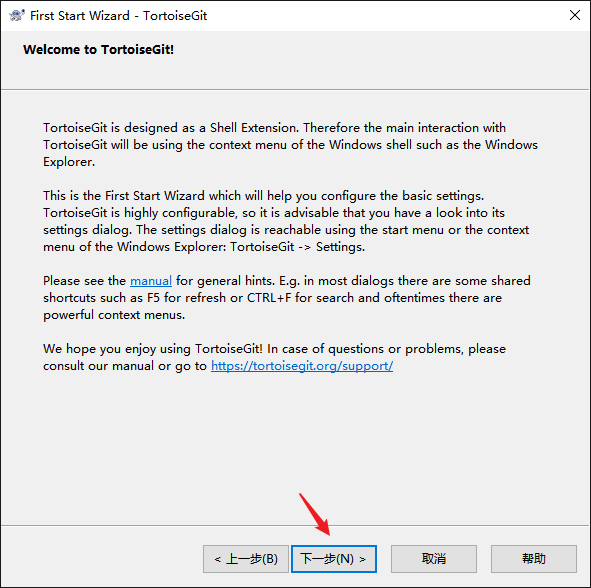 First Start Wizard - TortoiseGit
Welcome to TortoiseGit!
TortoiseGit is designed as a Shell Extension. Therefore the main interaction with
TortoiseGit will be using the context menu of the Windows shell such as the Windows
Explorer.
This is the First Start Wizard which will help you configure the basic settings.
TortoiseGit is highly configurable, so it is advisable that you have a look into its
settings dialog. The settings dialog is reachable using the start menu or the context
menu of the Windows Explorer: TortoiseGit -> Settings.
Please see the manual for general hints. E.g. in most dialogs there are some shared
shortcuts such as F5 for refresh or CTRL+F for search and oftentimes there are
powerful context menus.
We hope you enjoy using TortoiseGit! In case of questions or problems, please
consult our manual or go to https://tortoisegit.org/support/
< 上一步(B) 下一步(N) > 取消 帮助